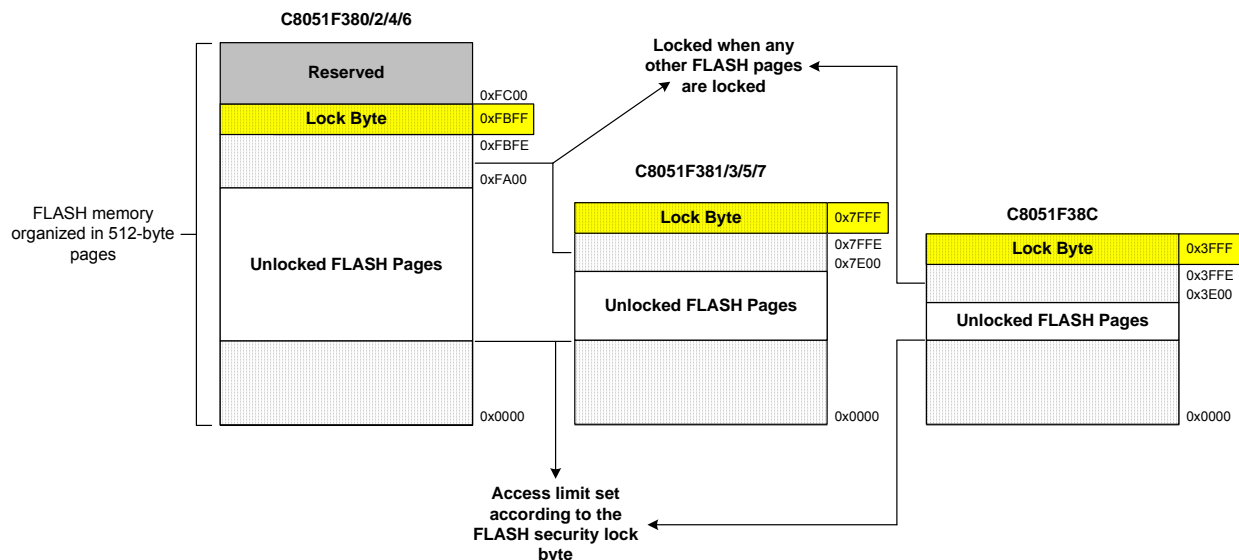 C8051F380/2/4/6
Reserved
0xFC00
Lock Byte
0xFBFF
0xFBFE
0xFA00
Unlocked FLASH Pages
0x0000
FLASH memory
organized in 512-byte
pages
Locked when any
other FLASH pages
are locked
C8051F381/3/5/7
Lock Byte
0x7FFF
0x7FFE
0x7E00
Unlocked FLASH Pages
0x0000
C8051F38C
Lock Byte
0x3FFF
0x3FFE
0x3E00
Unlocked FLASH Pages
0x0000
Access limit set
according to the
FLASH security lock
byte